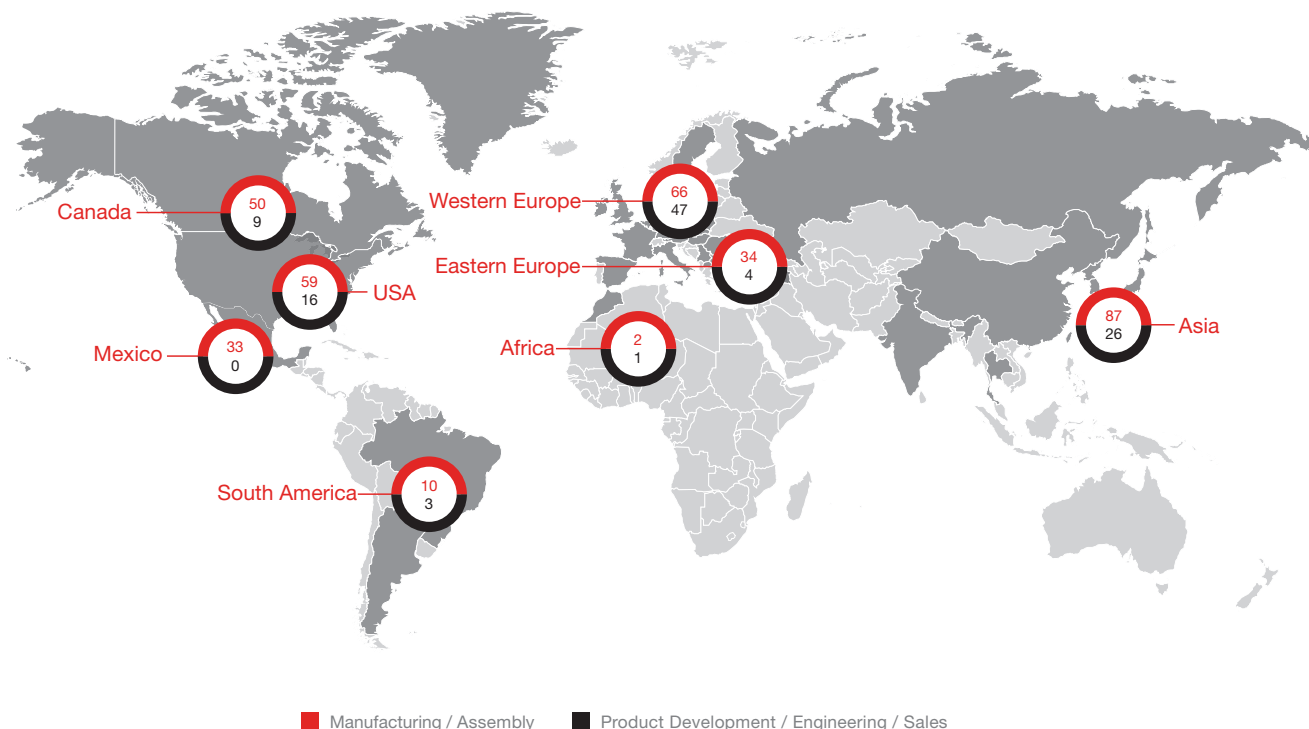 Canada
50
9
Western Europe
66
47
Eastern Europe
34
4
59
16
USA
Mexico
33
0
Africa
2
1
87
26
Asia
South America
10
3
Manufacturing / Assembly
Product Development / Engineering / Sales